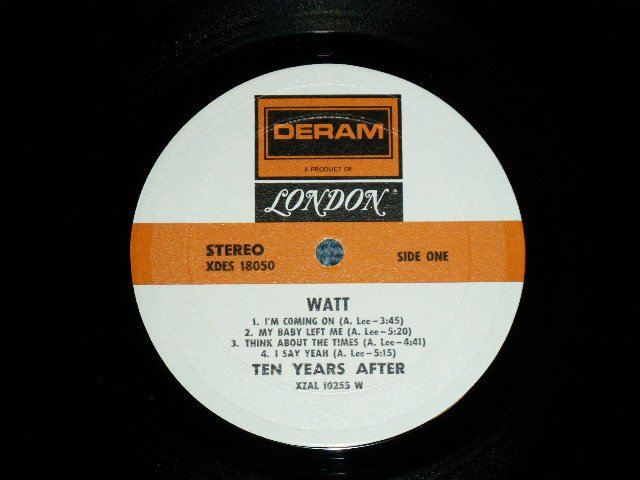 DERAM
A PRODUCT OF
LONDON
STEREO
XDES 18050
SIDE ONE
WATT
1. I'M COMING ON (A. Lee-3:45)
2. MY BABY LEFT ME (A. Lee-5:20)
3. THINK ABOUT THE TIMES (A. Lee-4:41)
4. I SAY YEAH (A. Lee-5:15)
TEN YEARS AFTER
XZAL 10255 W